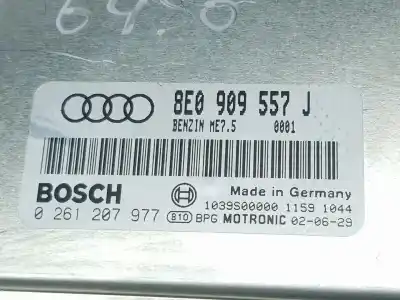 8E0 909 557 J
BENZIN ME7.5 0001
BOSCH
Made in Germany
1039S00000 1159 1044
0 261 207 977 B10 BPG MOTRONIC 02-06-29